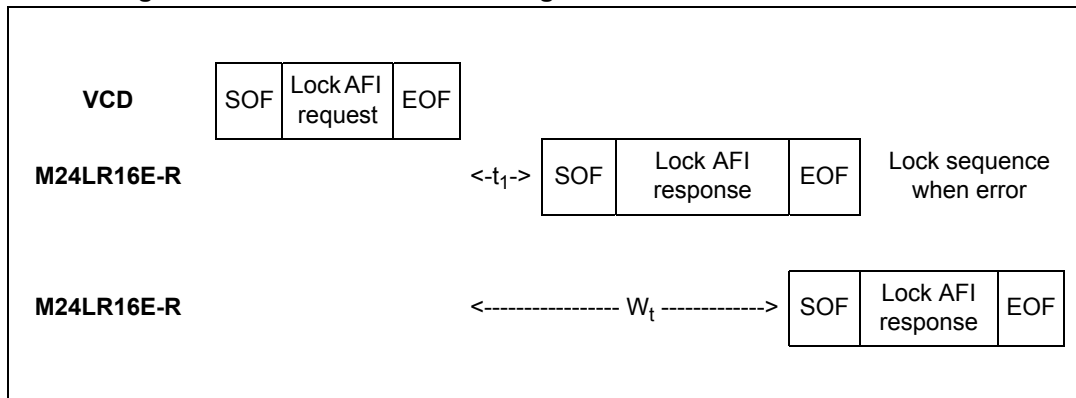 VCD SOF Lock AFI request EOF
M24LR16E-R <-t₁-> SOF Lock AFI response EOF Lock sequence when error
M24LR16E-R <----------------- Wₜ -------------> SOF Lock AFI response EOF